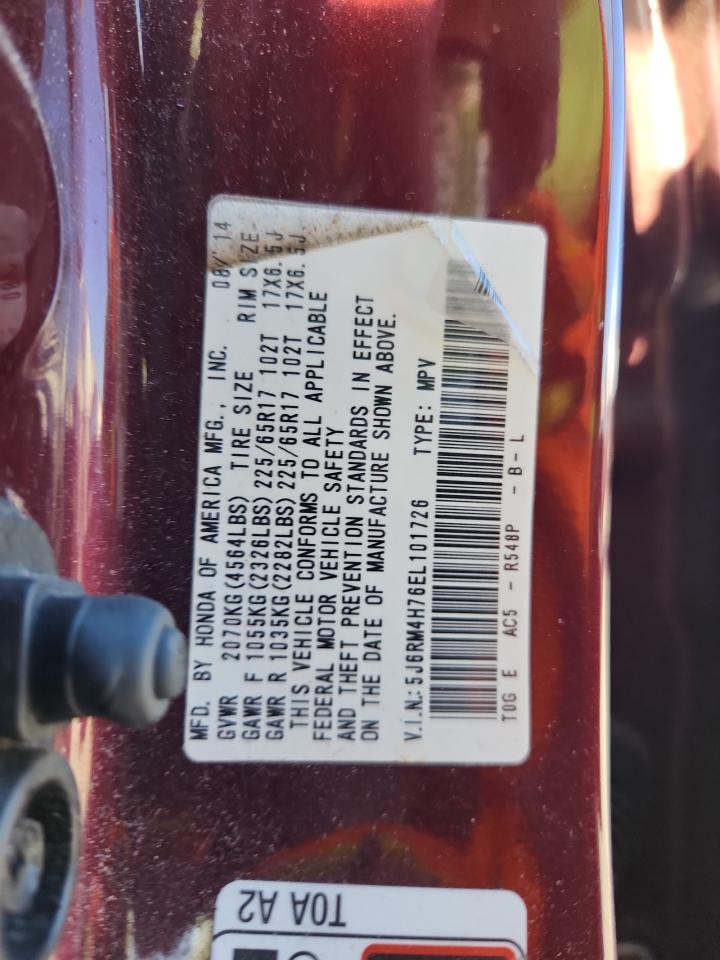 MFD. BY HONDA OF AMERICA MFG., INC. 08/'14
GVWR 2070KG(4564LBS) TIRE SIZE RIM SIZE
GAWR F 1055KG(2326LBS) 225/65R17 102T 17X6.5J
GAWR R 1035KG(2282LBS) 225/65R17 102T 17X6.5J
THIS VEHICLE CONFORMS TO ALL APPLICABLE
FEDERAL MOTOR VEHICLE SAFETY
AND THEFT PREVENTION STANDARDS IN EFFECT
ON THE DATE OF MANUFACTURE SHOWN ABOVE.
V.I.N.: 5J6RM4H76EL101726 TYPE: MPV
T0G E AC5 - R548P - B - L
T0A A2